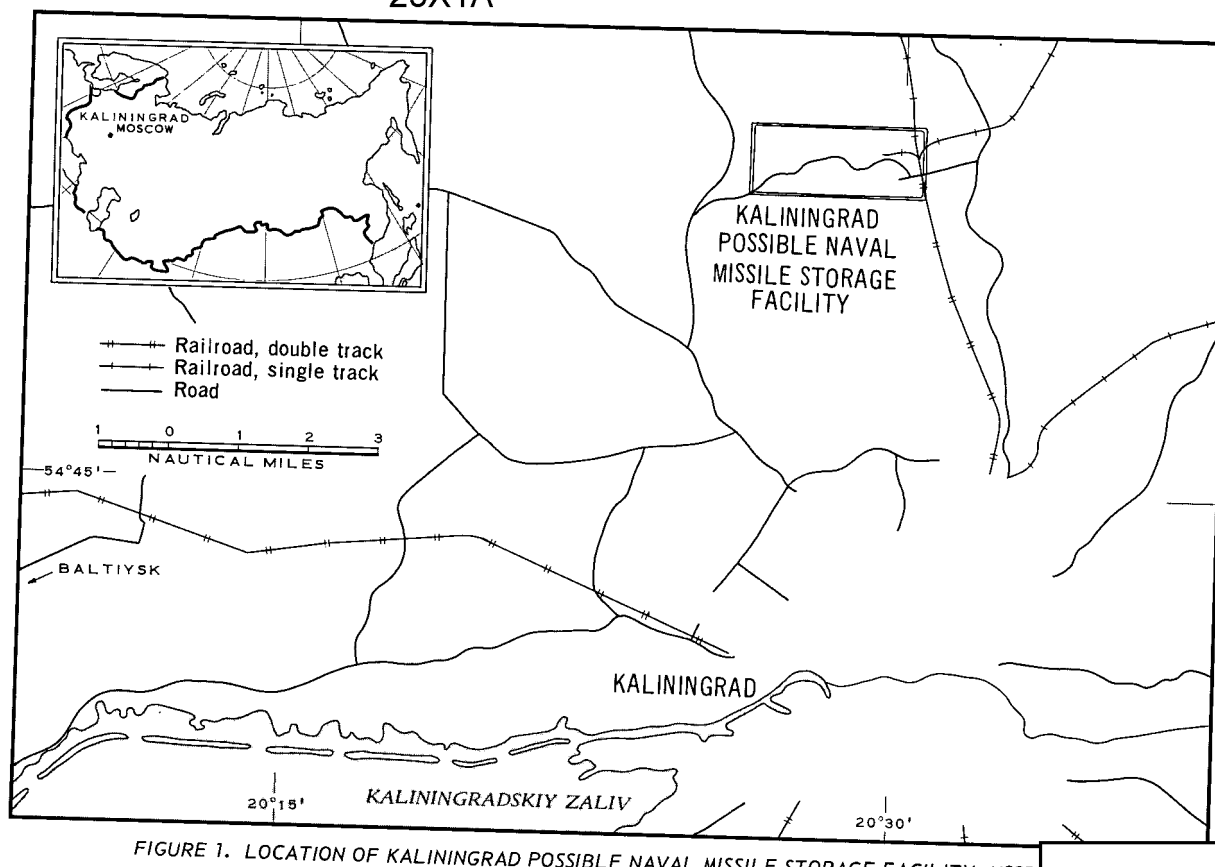 KALININGRAD
MOSCOW
KALININGRAD
POSSIBLE NAVAL
MISSILE STORAGE
FACILITY
Railroad, double track
Railroad, single track
Road
1 0 1 2 3
NAUTICAL MILES
54°45'
BALTIYSK
KALININGRAD
KALININGRADSKIY ZALIV
20°15'
20°30'
FIGURE 1. LOCATION OF KALININGRAD POSSIBLE NAVAL MISSILE STORAGE FACILITY,